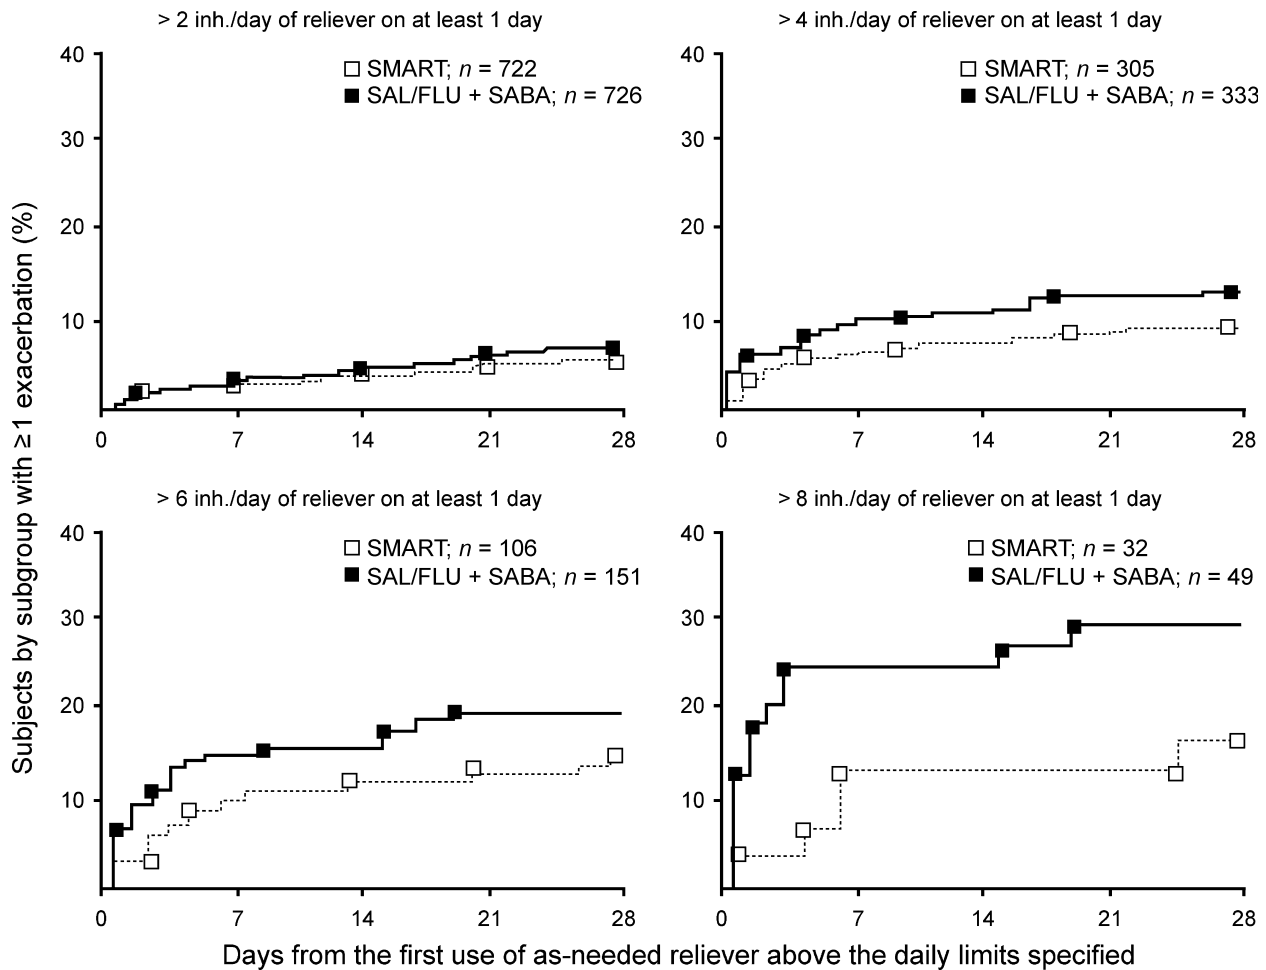 Subjects by subgroup with ≥1 exacerbation (%)
> 2 inh./day of reliever on at least 1 day
40
30
20
10
SMART; n = 722
SAL/FLU + SABA; n = 726
0 7 14 21 28
> 4 inh./day of reliever on at least 1 day
40
30
20
10
SMART; n = 305
SAL/FLU + SABA; n = 333
0 7 14 21 28
> 6 inh./day of reliever on at least 1 day
40
30
20
10
SMART; n = 106
SAL/FLU + SABA; n = 151
0 7 14 21 28
> 8 inh./day of reliever on at least 1 day
40
30
20
10
SMART; n = 32
SAL/FLU + SABA; n = 49
0 7 14 21 28
Days from the first use of as-needed reliever above the daily limits specified